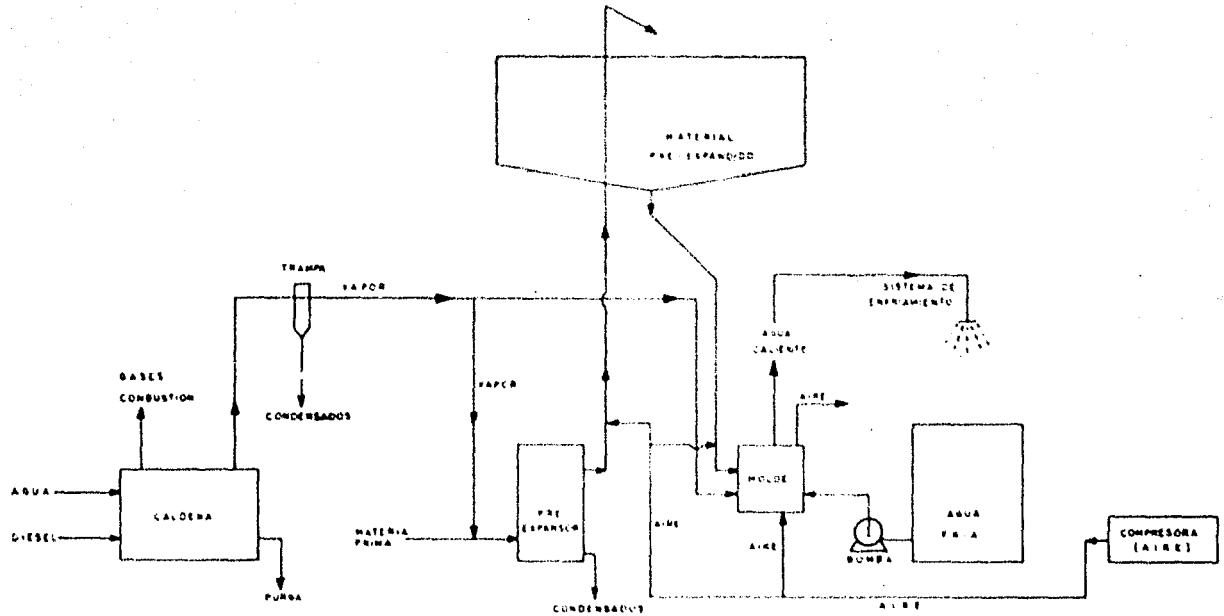 MATERIAL
PRE-EXPANDIDO
TRAMPA
VAPOR
SISTEMA DE
ENFRIAMIENTO
AGUA
CALIENTE
GASES
COMBUSTION
CONDENSADOS
VAPOR
AIRE
AGUA
DIESEL
CALDERA
MATERIA
PRIMA
PRE
EXPANSOR
AIRE
MOLDE
AIRE
BOMBA
AGUA
FRIA
COMPRESORA
(AIRE)
PURGA
CONDENSADOS
AIRE